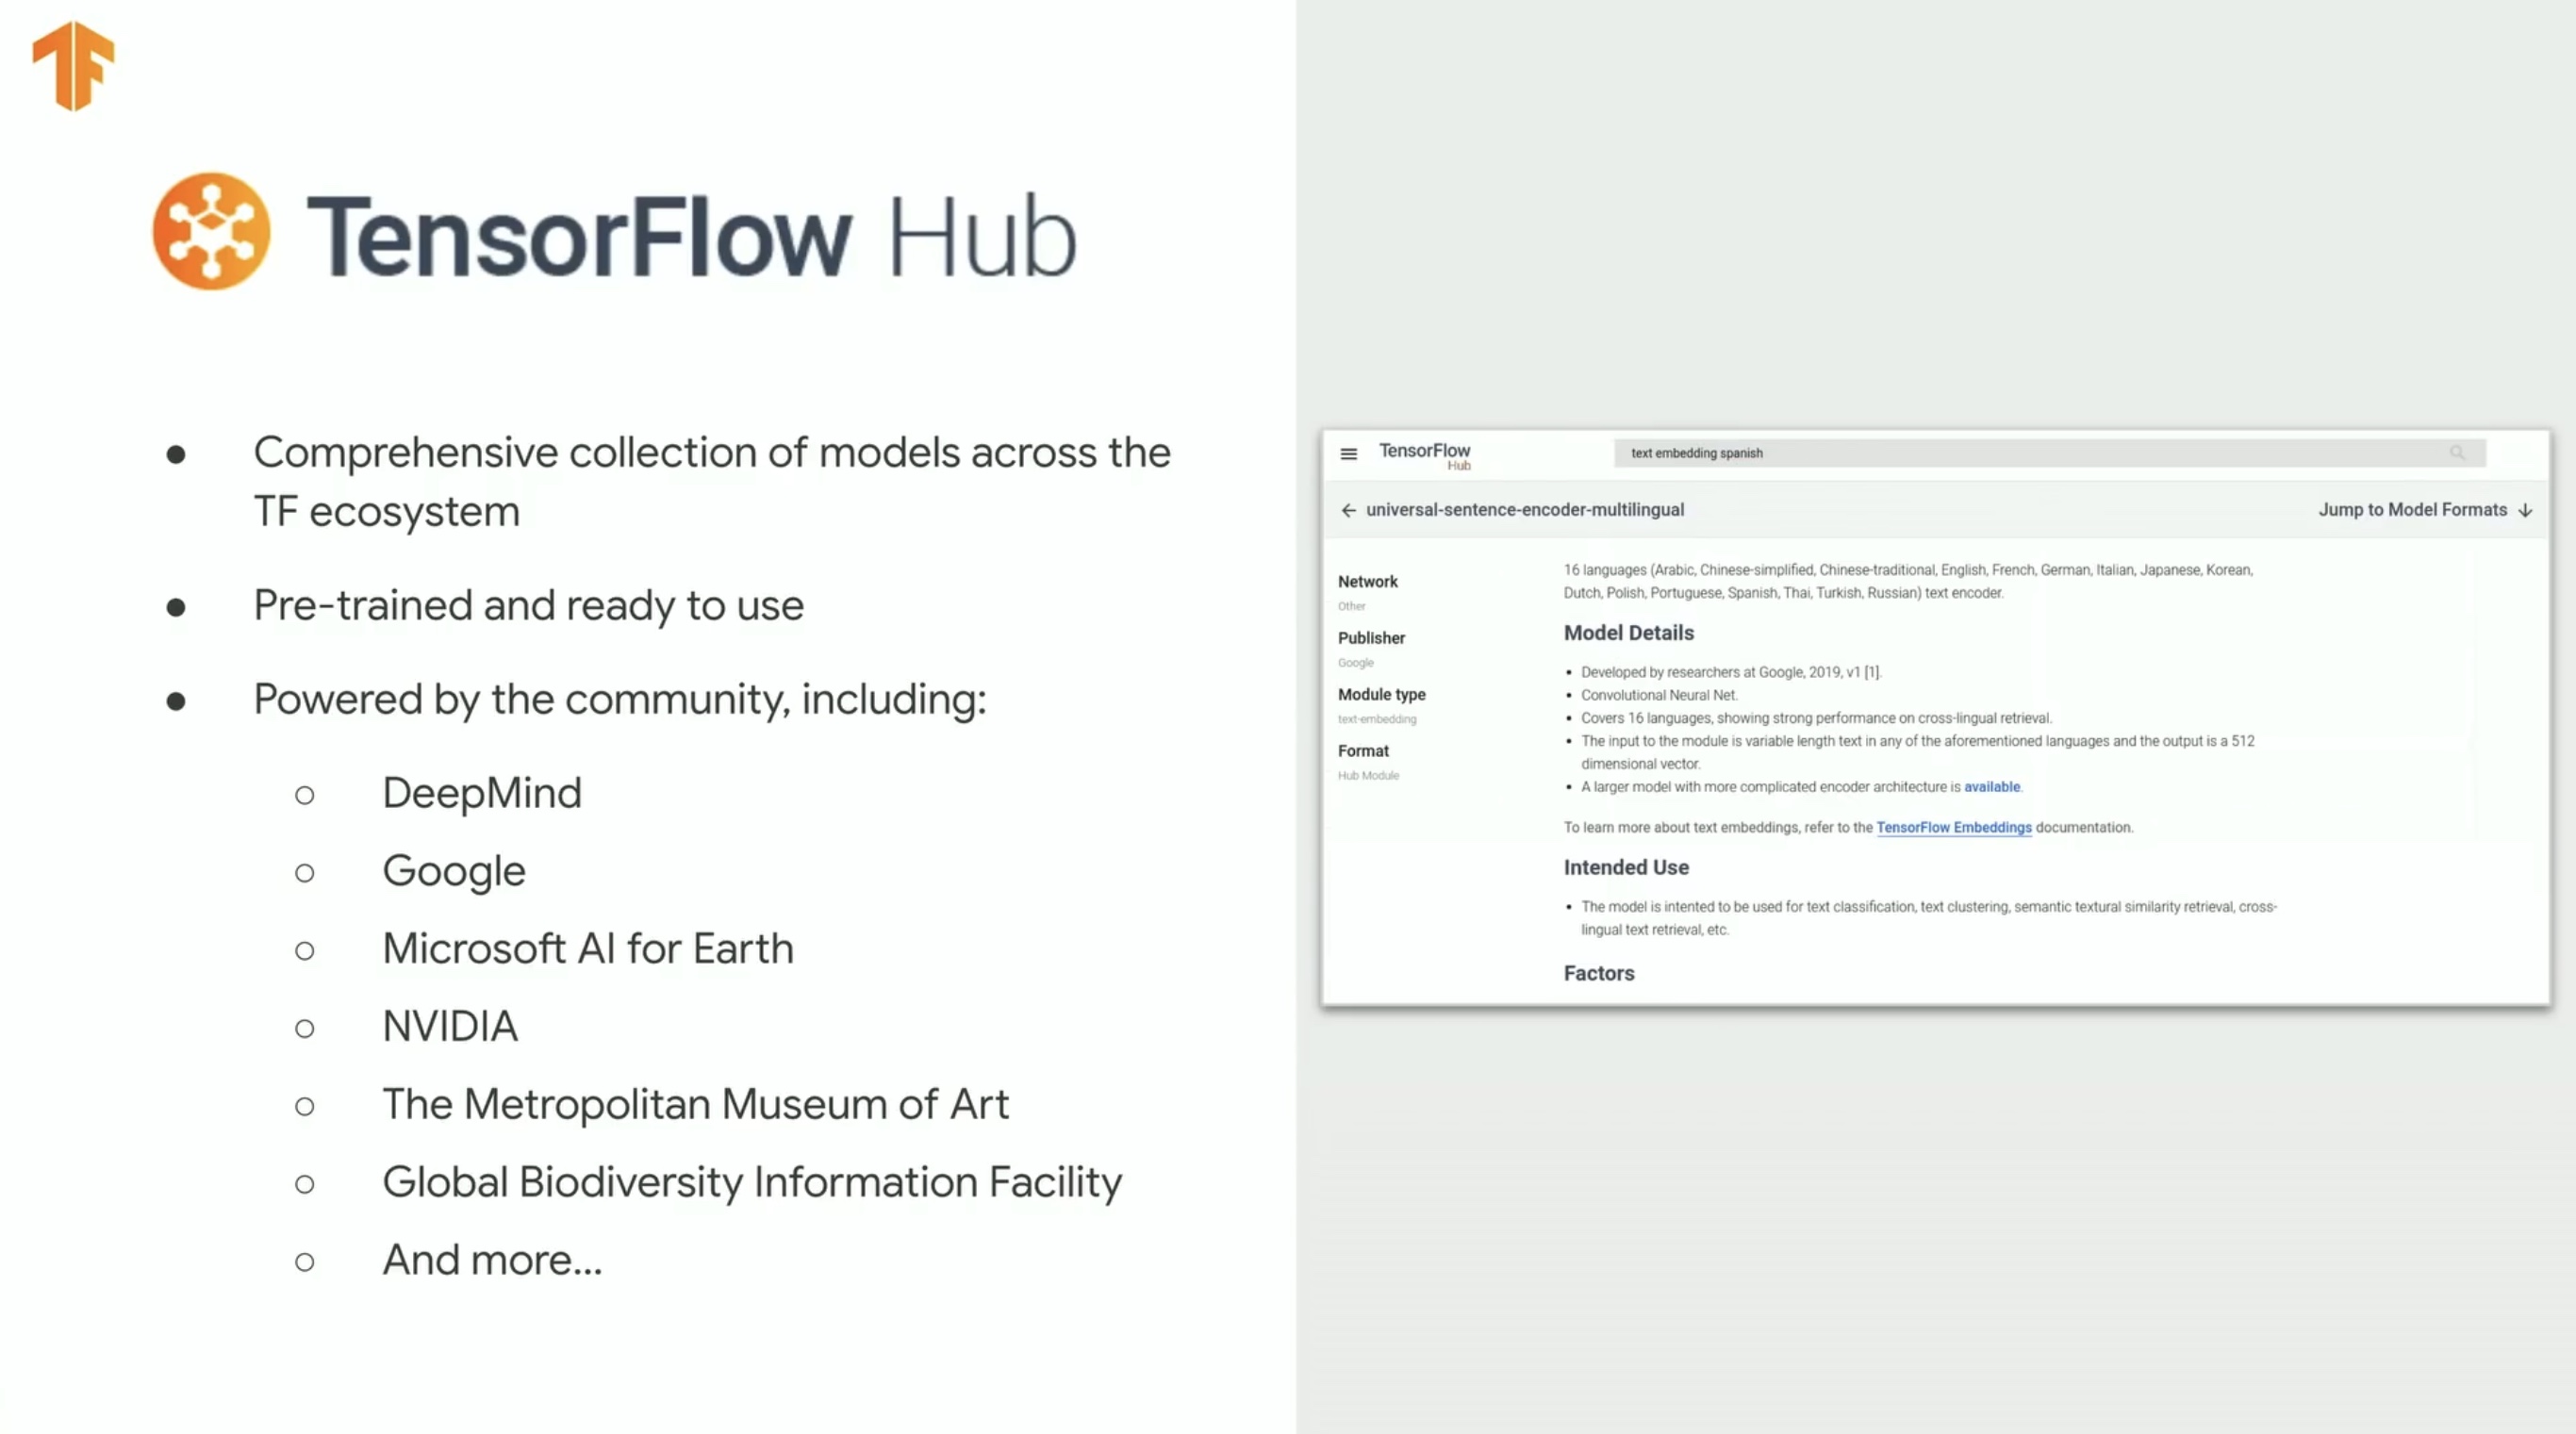 TF
TensorFlow Hub
● Comprehensive collection of models across the
TF ecosystem
● Pre-trained and ready to use
● Powered by the community, including:
○ DeepMind
○ Google
○ Microsoft AI for Earth
○ NVIDIA
○ The Metropolitan Museum of Art
○ Global Biodiversity Information Facility
○ And more...
TensorFlow
Hub
text embedding spanish
← universal-sentence-encoder-multilingual
Jump to Model Formats ↓
Network
Other
Publisher
Google
Module type
text-embedding
Format
Hub Module
16 languages (Arabic, Chinese-simplified, Chinese-traditional, English, French, German, Italian, Japanese, Korean,
Dutch, Polish, Portuguese, Spanish, Thai, Turkish, Russian) text encoder.
Model Details
• Developed by researchers at Google, 2019, v1 [1].
• Convolutional Neural Net.
• Covers 16 languages, showing strong performance on cross-lingual retrieval.
• The input to the module is variable length text in any of the aforementioned languages and the output is a 512
dimensional vector.
• A larger model with more complicated encoder architecture is available.
To learn more about text embeddings, refer to the TensorFlow Embeddings documentation.
Intended Use
• The model is intented to be used for text classification, text clustering, semantic textural similarity retrieval, cross-
lingual text retrieval, etc.
Factors